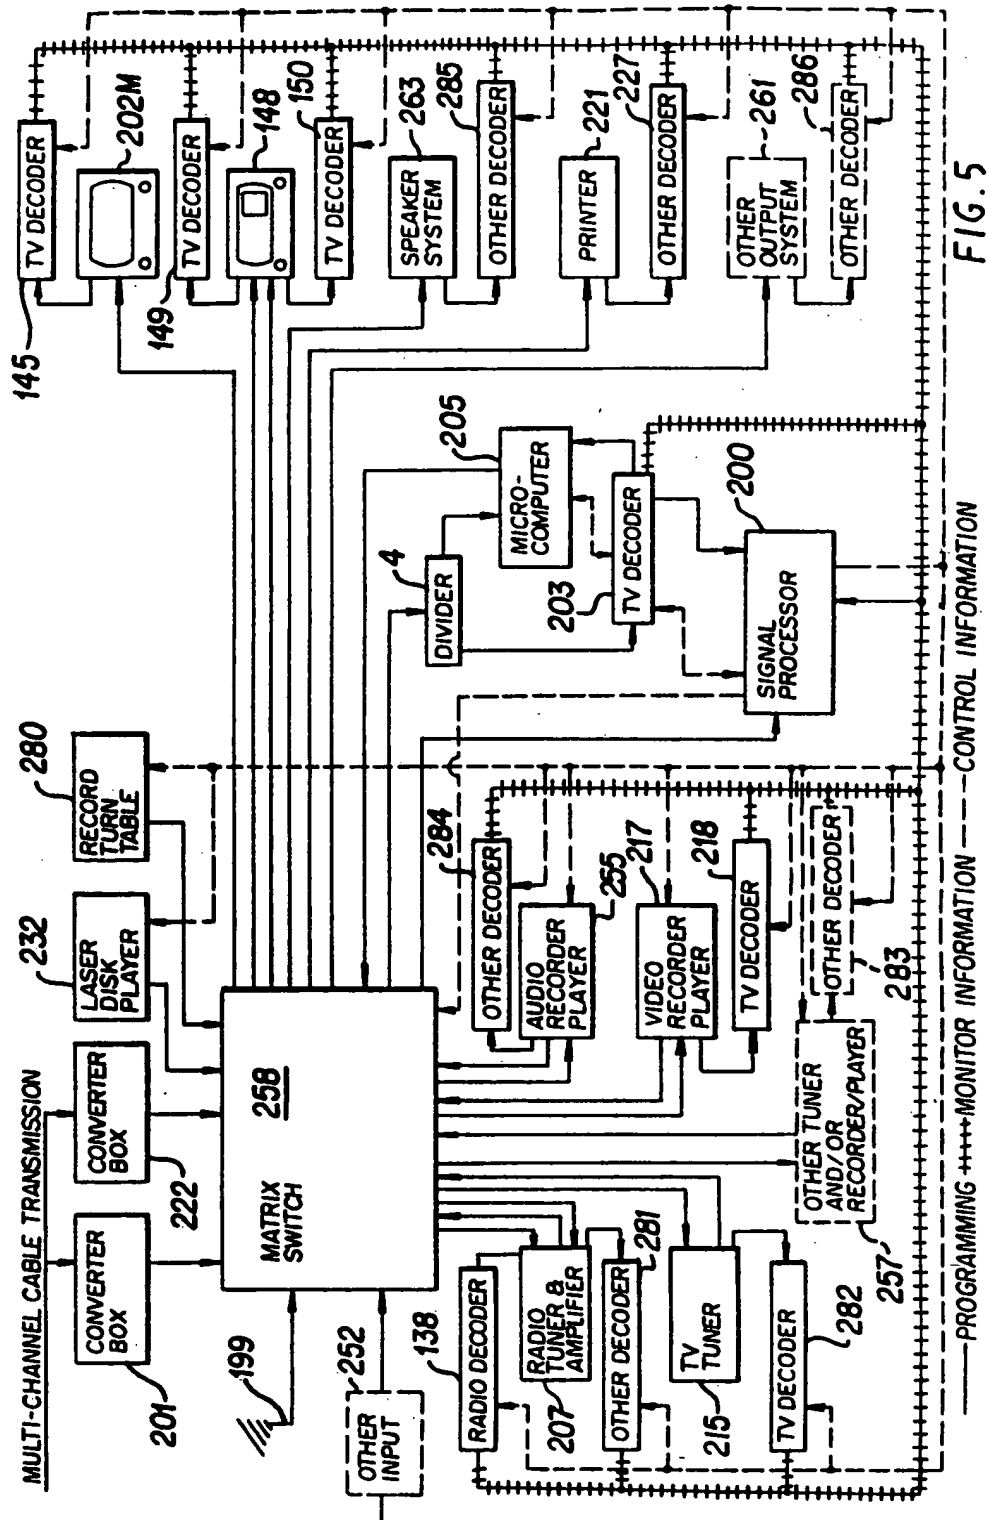 MULTI-CHANNEL CABLE TRANSMISSION
CONVERTER
BOX
201
CONVERTER
BOX
222
LASER
DISK
PLAYER
232
RECORD
TURN
TABLE
280
199
OTHER
INPUT
252
MATRIX
SWITCH
258
DIVIDER
4
MICRO-
COMPUTER
205
TV DECODER
203
SIGNAL
PROCESSOR
200
TV DECODER
145
202M
TV DECODER
149
148
TV DECODER
150
SPEAKER
SYSTEM
263
OTHER DECODER
285
PRINTER
221
OTHER DECODER
227
OTHER
OUTPUT
SYSTEM
261
OTHER DECODER
286
RADIO DECODER
138
RADIO
TUNER &
AMPLIFIER
207
OTHER DECODER
281
TV
TUNER
215
TV DECODER
282
OTHER DECODER
284
AUDIO
RECORDER
PLAYER
255
VIDEO
RECORDER
PLAYER
217
TV DECODER
218
OTHER DECODER
283
OTHER TUNER
AND/OR
RECORDER/PLAYER
257
PROGRAMMING MONITOR INFORMATION CONTROL INFORMATION
FIG. 5